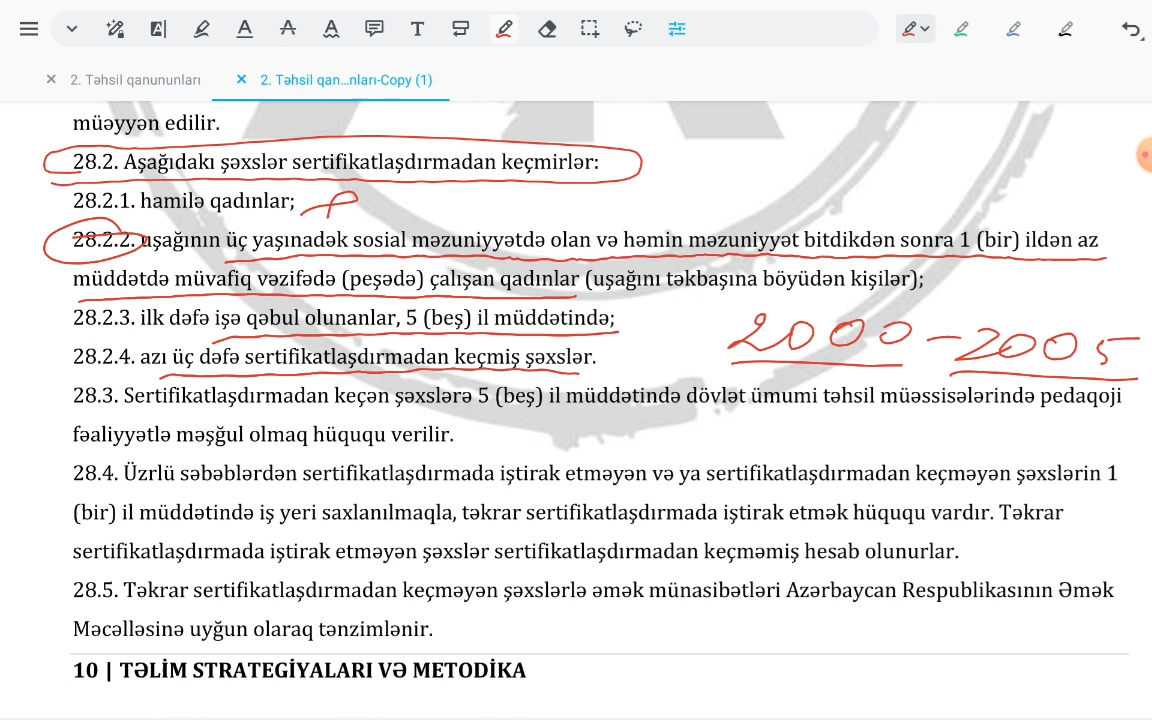 2. Təhsil qanununları
2. Təhsil qan...nları-Copy (1)
müəyyən edilir.
28.2. Aşağıdakı şəxslər sertifikatlaşdırmadan keçmirlər:
28.2.1. hamilə qadınlar;
28.2.2. uşağının üç yaşınadək sosial məzuniyyətdə olan və həmin məzuniyyət bitdikdən sonra 1 (bir) ildən az
müddətdə müvafiq vəzifədə (peşədə) çalışan qadınlar (uşağını təkbaşına böyüdən kişilər);
28.2.3. ilk dəfə işə qəbul olunanlar, 5 (beş) il müddətində;
2000 - 2005
28.2.4. azı üç dəfə sertifikatlaşdırmadan keçmiş şəxslər.
28.3. Sertifikatlaşdırmadan keçən şəxslərə 5 (beş) il müddətində dövlət ümumi təhsil müəssisələrində pedaqoji
fəaliyyətlə məşğul olmaq hüququ verilir.
28.4. Üzrlü səbəblərdən sertifikatlaşdırmada iştirak etməyən və ya sertifikatlaşdırmadan keçməyən şəxslərin 1
(bir) il müddətində iş yeri saxlanılmaqla, təkrar sertifikatlaşdırmada iştirak etmək hüququ vardır. Təkrar
sertifikatlaşdırmada iştirak etməyən şəxslər sertifikatlaşdırmadan keçməmiş hesab olunurlar.
28.5. Təkrar sertifikatlaşdırmadan keçməyən şəxslərlə əmək münasibətləri Azərbaycan Respublikasının Əmək
Məcəlləsinə uyğun olaraq tənzimlənir.
10 | TƏLİM STRATEGİYALARI VƏ METODİKA